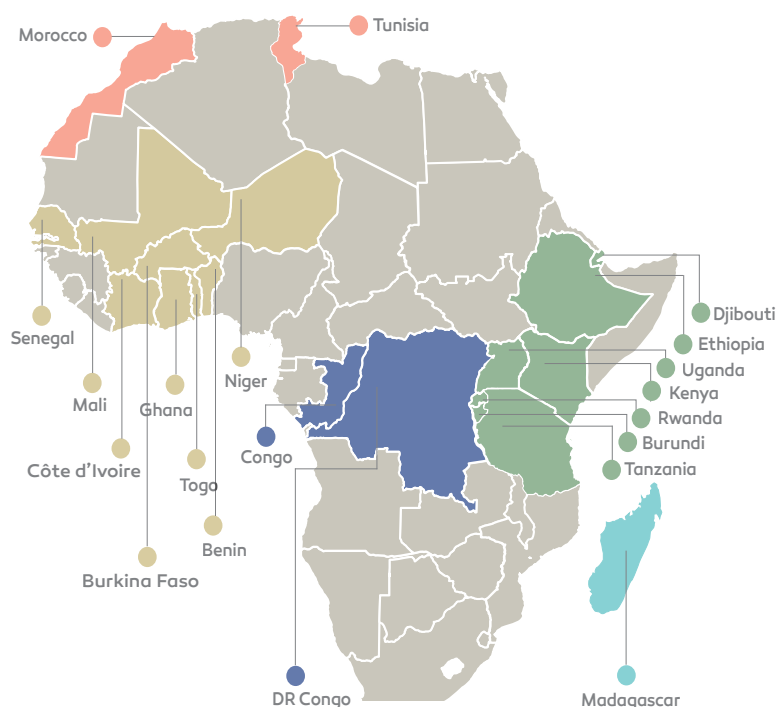 Morocco
Tunisia
Senegal
Mali
Ghana
Niger
Côte d’Ivoire
Togo
Benin
Burkina Faso
Congo
DR Congo
Djibouti
Ethiopia
Uganda
Kenya
Rwanda
Burundi
Tanzania
Madagascar